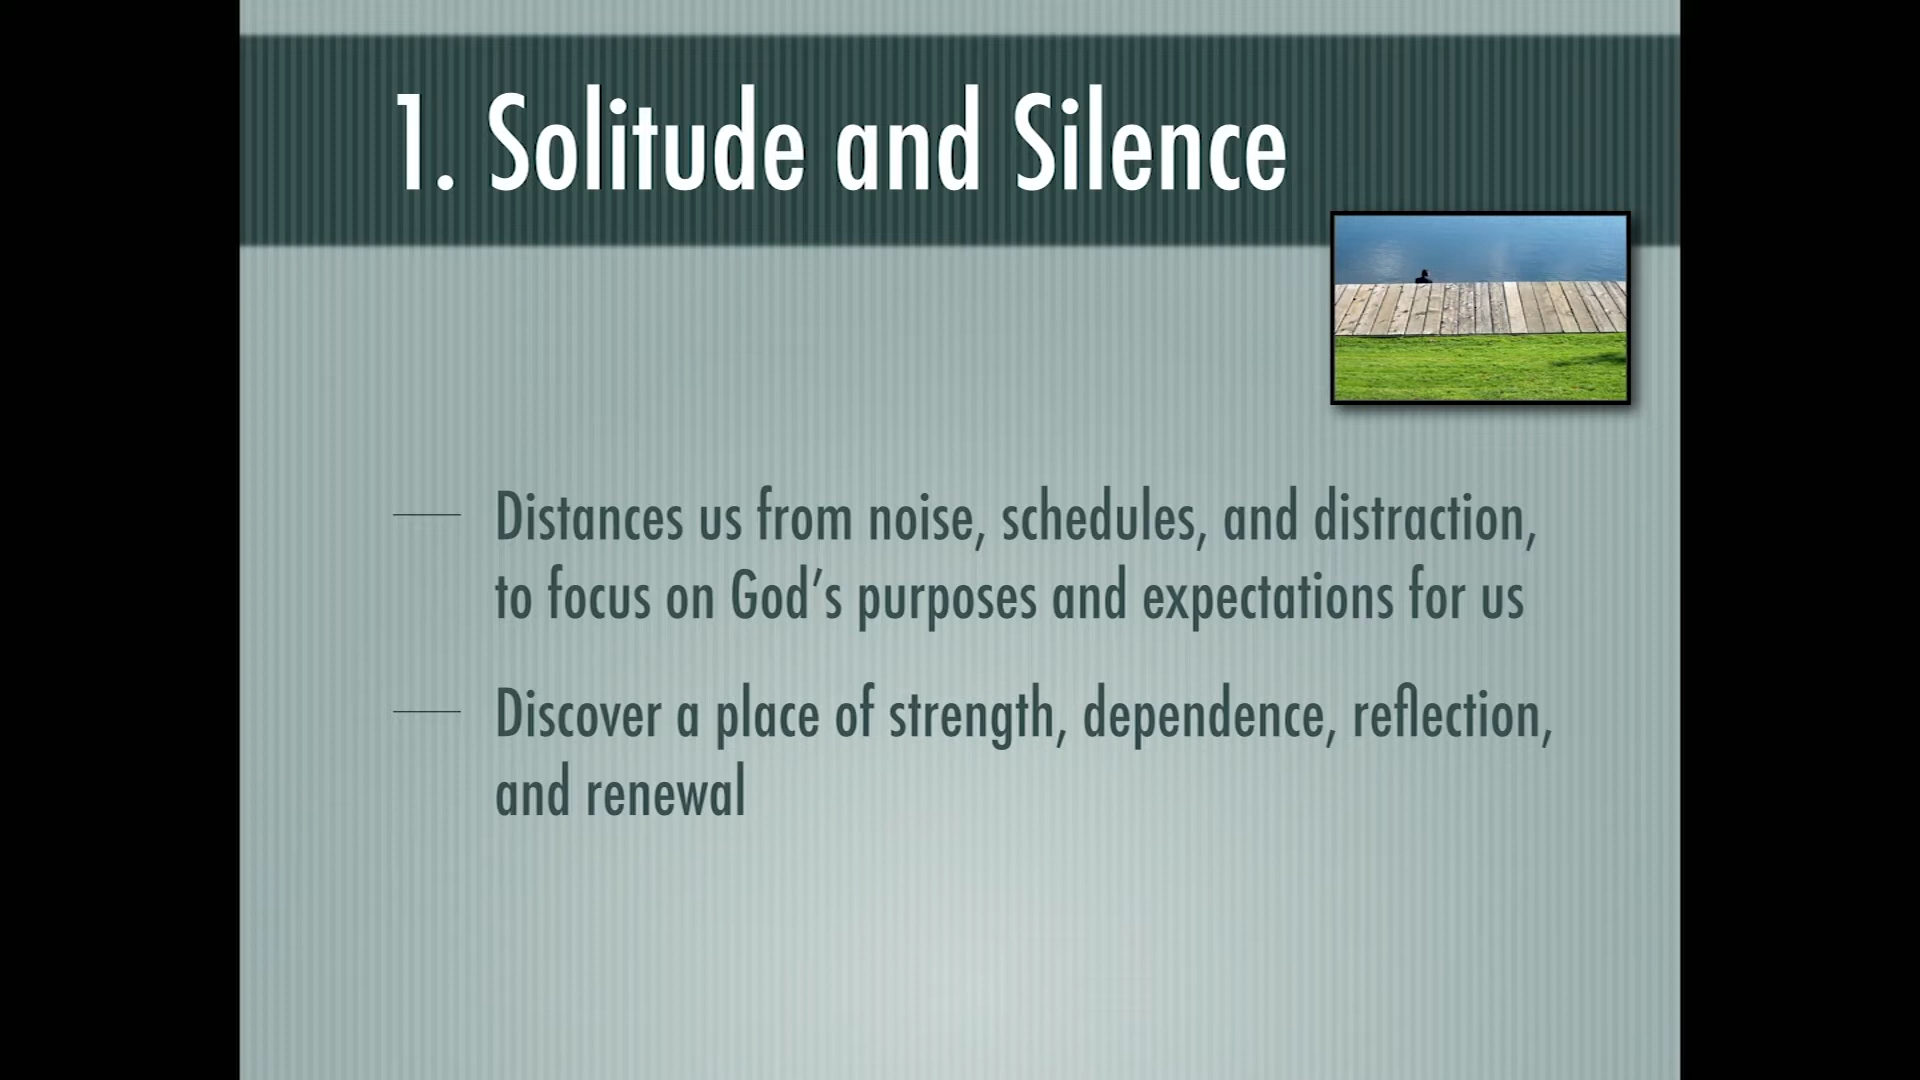 1. Solitude and Silence
Distances us from noise, schedules, and distraction,
to focus on God’s purposes and expectations for us
Discover a place of strength, dependence, reflection,
and renewal